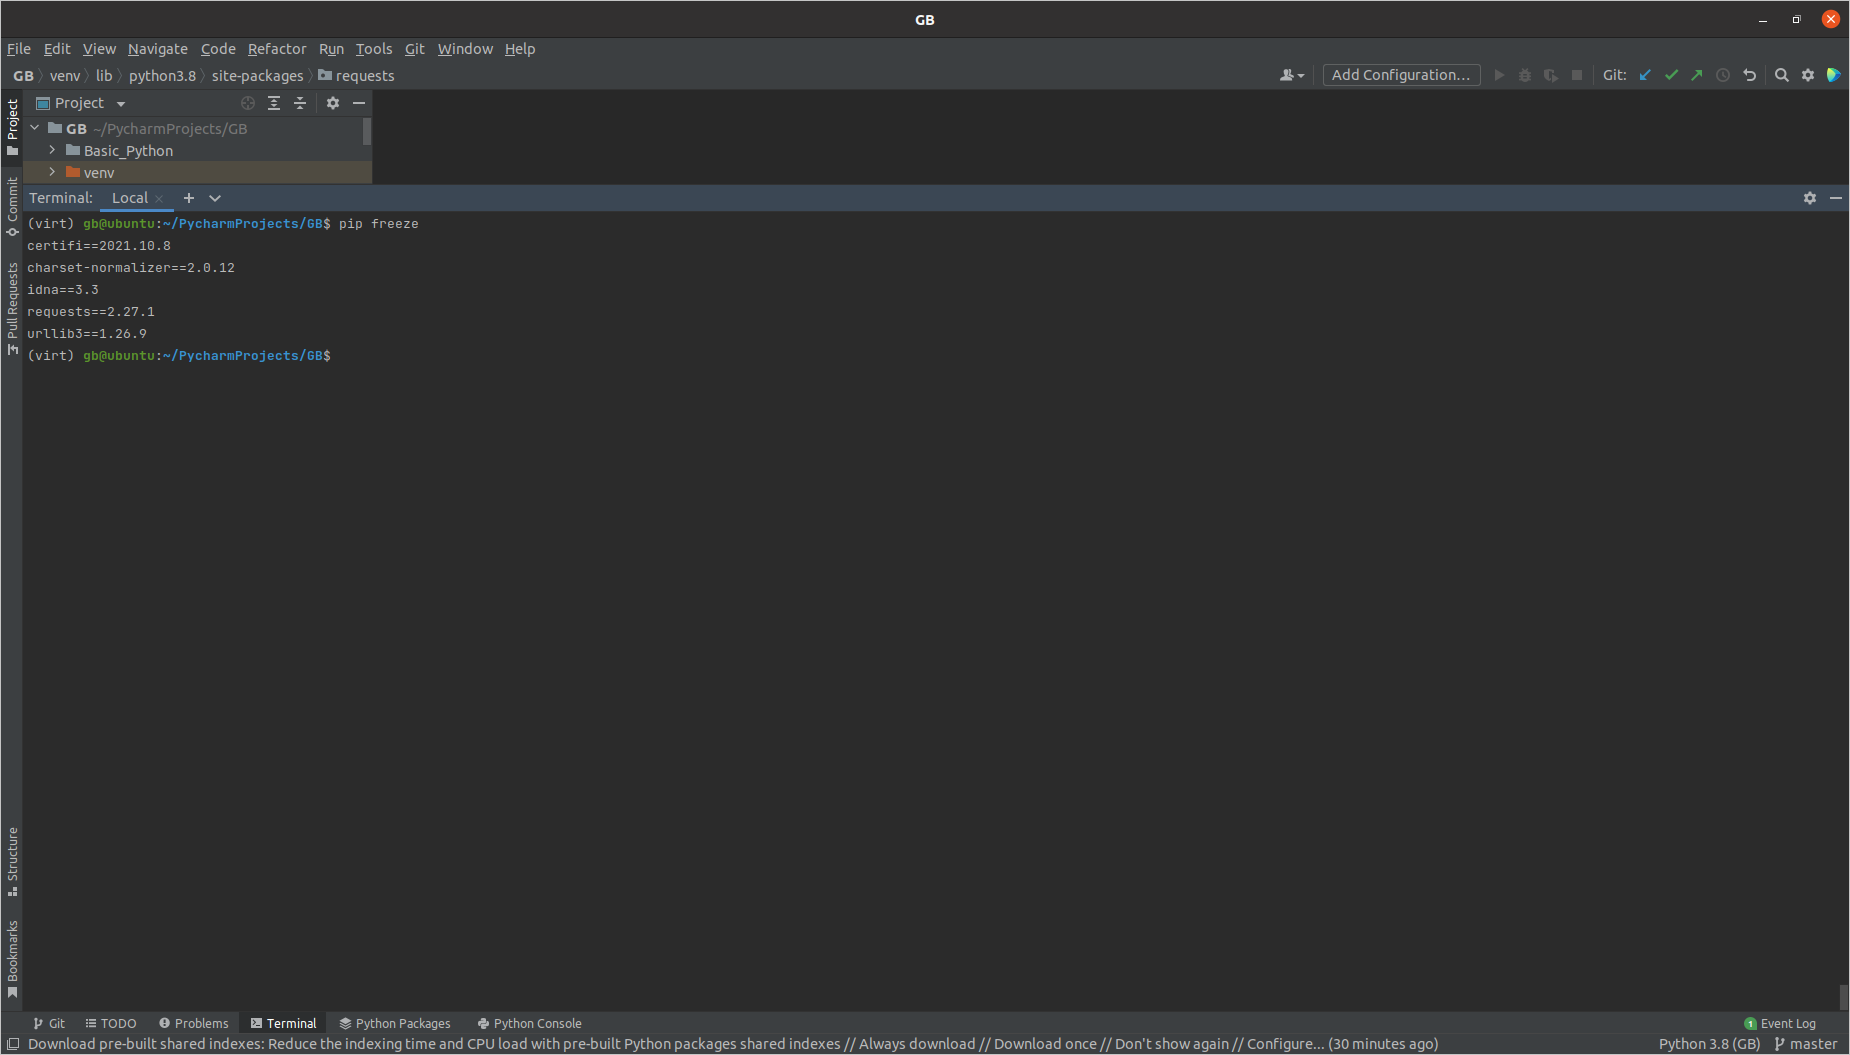 GB
File Edit View Navigate Code Refactor Run Tools Git Window Help
GB venv lib python3.8 site-packages requests Add Configuration... Git:
Project
Project
GB ~/PycharmProjects/GB
Basic_Python
venv
Commit
Pull Requests
Terminal: Local
(virt) gb@ubuntu:~/PycharmProjects/GB$ pip freeze
certifi==2021.10.8
charset-normalizer==2.0.12
idna==3.3
requests==2.27.1
urllib3==1.26.9
(virt) gb@ubuntu:~/PycharmProjects/GB$
Structure
Bookmarks
Git TODO Problems Terminal Python Packages Python Console 1 Event Log
Download pre-built shared indexes: Reduce the indexing time and CPU load with pre-built Python packages shared indexes // Always download // Download once // Don't show again // Configure... (30 minutes ago) Python 3.8 (GB) master